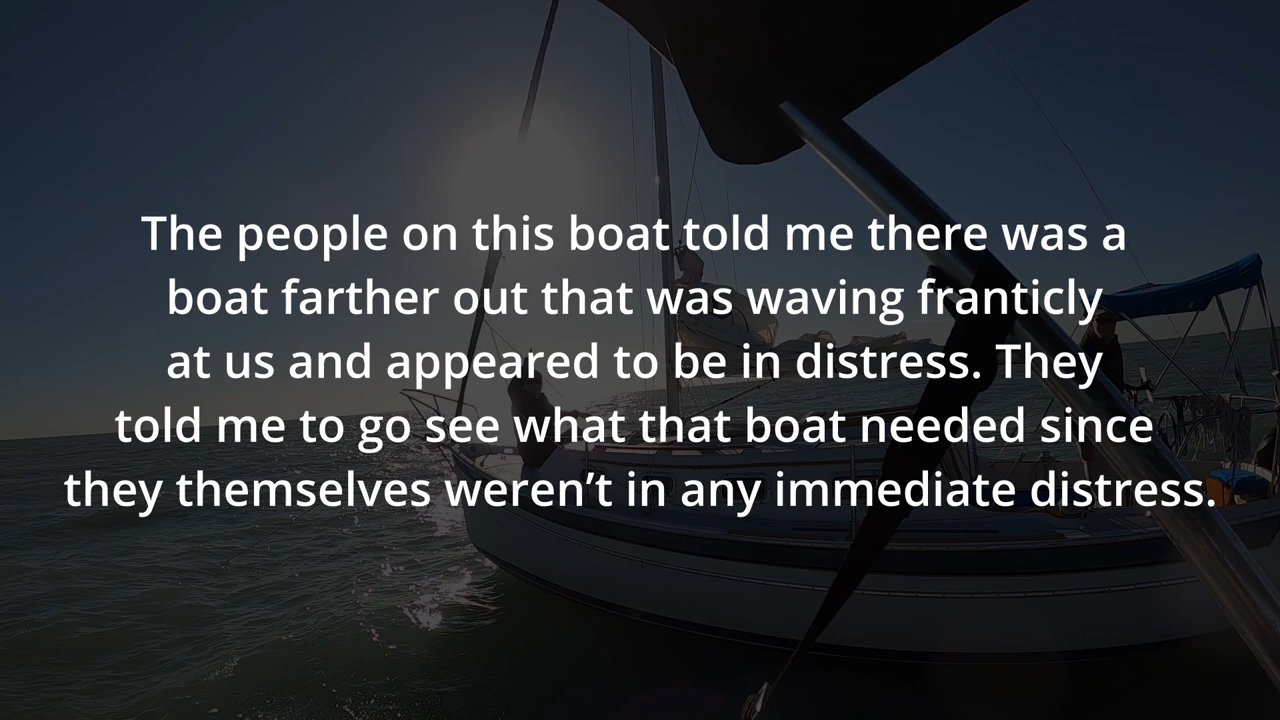 The people on this boat told me there was a
boat farther out that was waving franticly
at us and appeared to be in distress. They
told me to go see what that boat needed since
they themselves weren’t in any immediate distress.